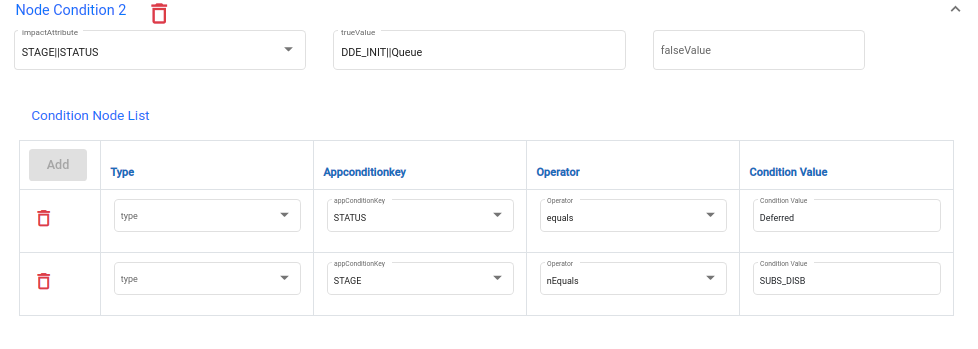 Node Condition 2
impactAttribute
STAGE||STATUS
trueValue
DDE_INIT||Queue
falseValue
Condition Node List
Add
Type
Appconditionkey
Operator
Condition Value
type
appConditionKey
STATUS
Operator
equals
Condition Value
Deferred
type
appConditionKey
STAGE
Operator
nEquals
Condition Value
SUBS_DISB